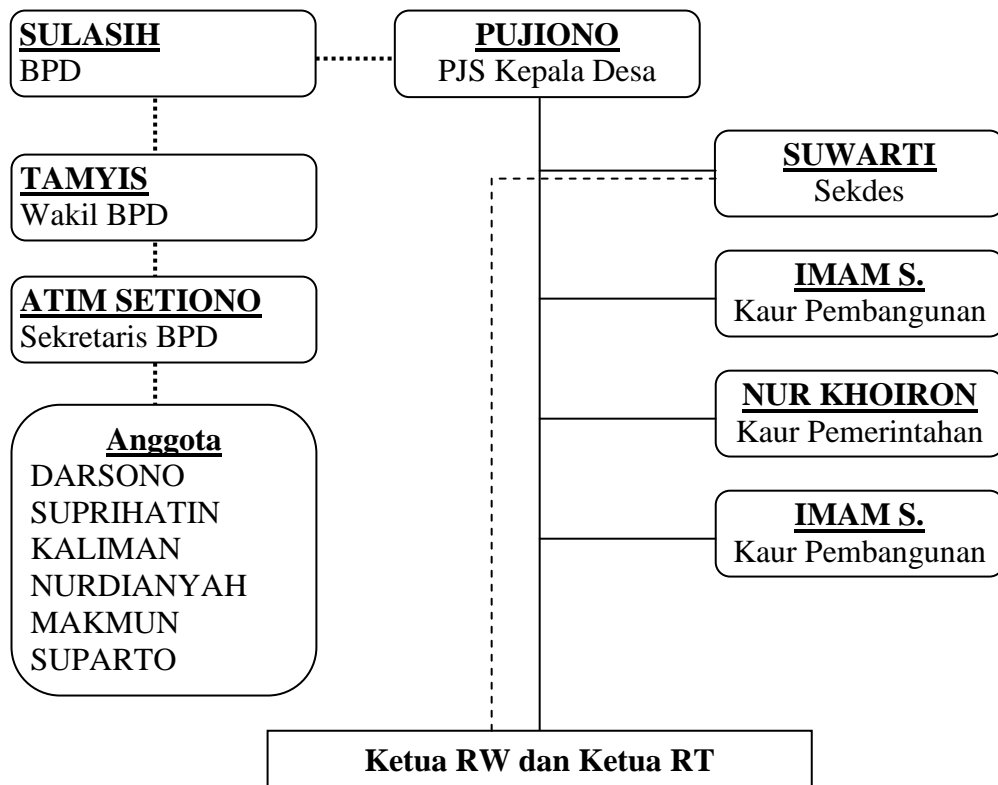 SULASIH
BPD
PUJIONO
PJS Kepala Desa
SUWARTI
Sekdes
TAMYIS
Wakil BPD
IMAM S.
Kaur Pembangunan
ATIM SETIONO
Sekretaris BPD
NUR KHOIRON
Kaur Pemerintahan
Anggota
DARSONO
SUPRIHATIN
KALIMAN
NURDIANYAH
MAKMUN
SUPARTO
IMAM S.
Kaur Pembangunan
Ketua RW dan Ketua RT